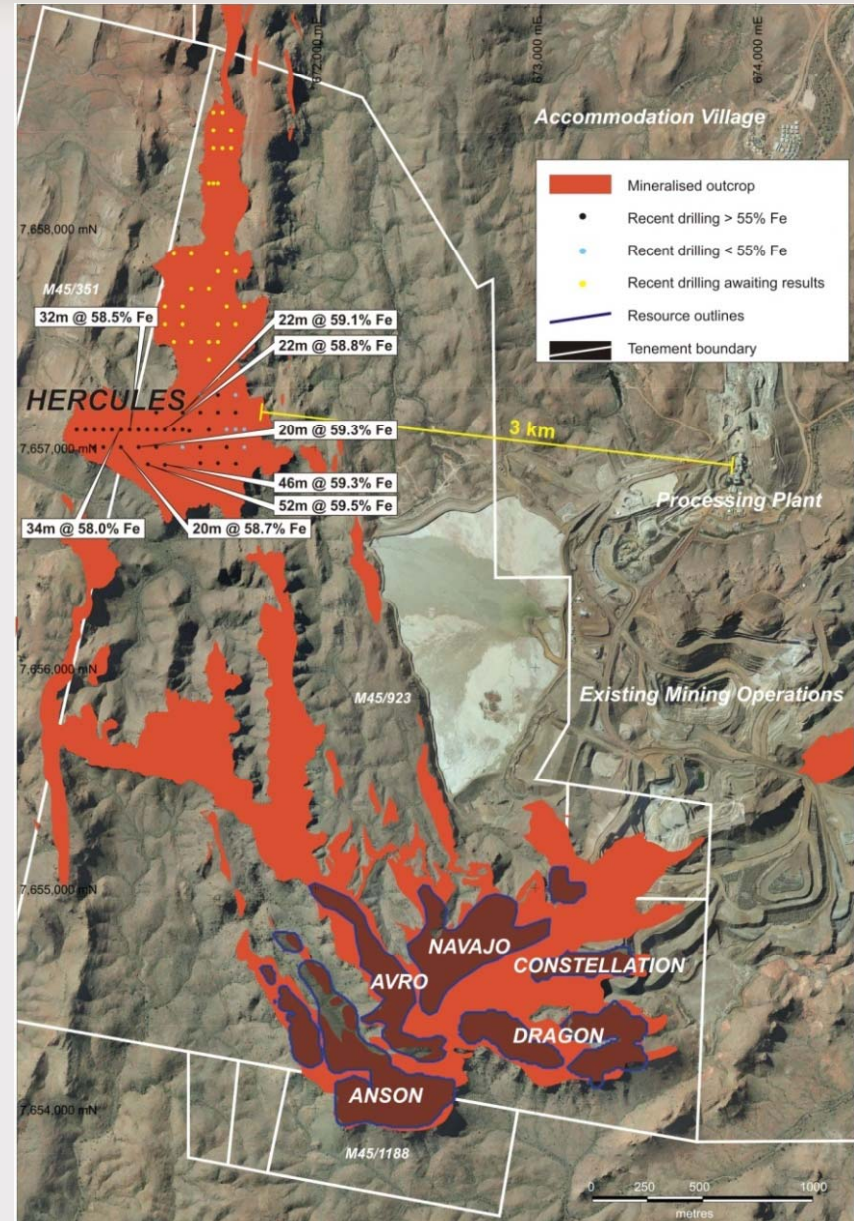 672,000 mE
673,000 mE
674,000 mE
Accommodation Village
Mineralised outcrop
Recent drilling > 55% Fe
Recent drilling < 55% Fe
Recent drilling awaiting results
Resource outlines
Tenement boundary
7,658,000 mN
M45/351
32m @ 58.5% Fe
22m @ 59.1% Fe
22m @ 58.8% Fe
HERCULES
20m @ 59.3% Fe
3 km
7,657,000 mN
46m @ 59.3% Fe
Processing Plant
52m @ 59.5% Fe
34m @ 58.0% Fe
20m @ 58.7% Fe
7,656,000 mN
M45/923
Existing Mining Operations
7,655,000 mN
NAVAJO
CONSTELLATION
AVRO
DRAGON
ANSON
7,654,000 mN
M45/1188
0 250 500 1000
metres